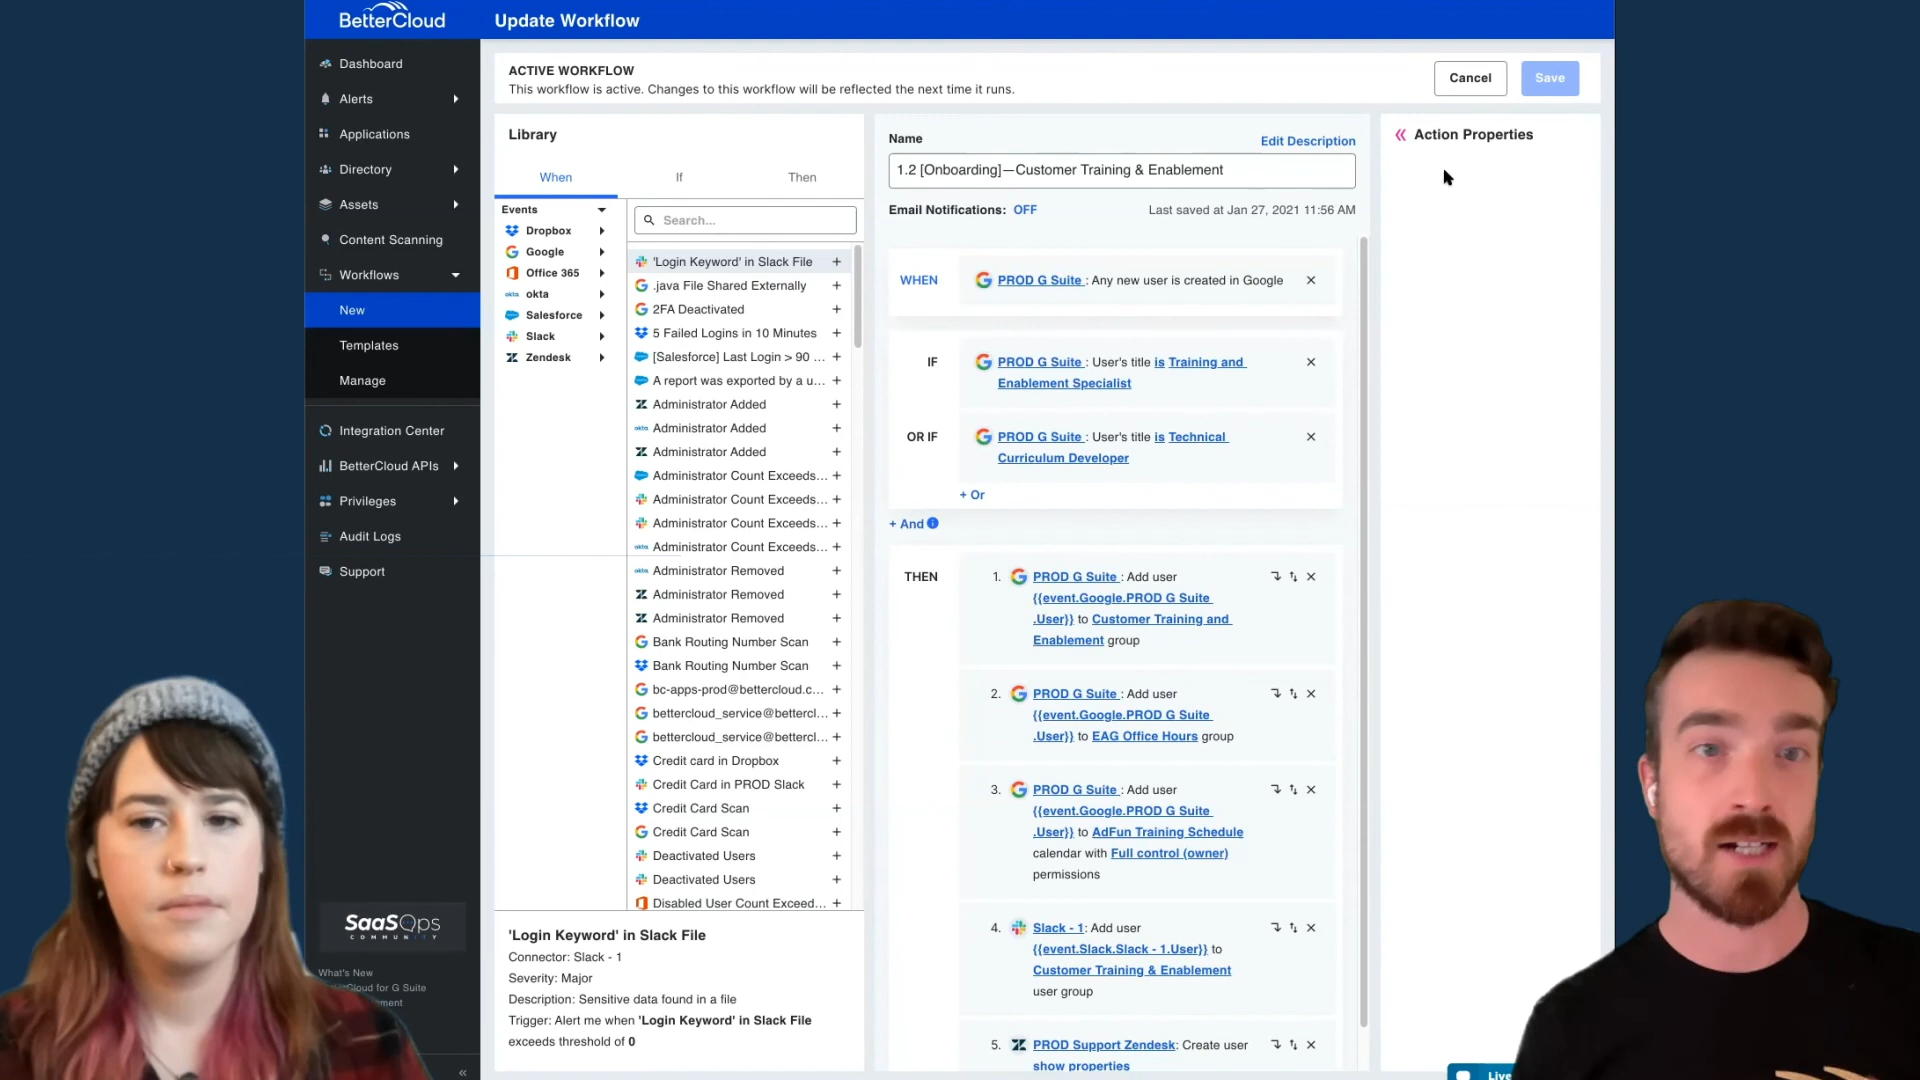 BetterCloud
Update Workflow
Dashboard
Alerts
Applications
Directory
Assets
Content Scanning
Workflows
New
Templates
Manage
Integration Center
BetterCloud APIs
Privileges
Audit Logs
Support
SaaSOps
COMMUNITY
What's New
Cloud for G Suite
ment
«
ACTIVE WORKFLOW
This workflow is active. Changes to this workflow will be reflected the next time it runs.
Cancel
Save
Library
When
If
Then
Events
Dropbox
Google
Office 365
okta okta
Salesforce
Slack
Zendesk
Search...
'Login Keyword' in Slack File +
.java File Shared Externally +
2FA Deactivated +
5 Failed Logins in 10 Minutes +
[Salesforce] Last Login > 90 ... +
A report was exported by a u... +
Administrator Added +
okta Administrator Added +
Administrator Added +
Administrator Count Exceeds... +
Administrator Count Exceeds... +
Administrator Count Exceeds... +
okta Administrator Count Exceeds... +
okta Administrator Removed +
Administrator Removed +
Administrator Removed +
Bank Routing Number Scan +
Bank Routing Number Scan +
bc-apps-prod@bettercloud.c... +
bettercloud_service@bettercl... +
bettercloud_service@bettercl... +
Credit card in Dropbox +
Credit Card in PROD Slack +
Credit Card Scan +
Credit Card Scan +
Deactivated Users +
Deactivated Users +
Disabled User Count Exceed... +
'Login Keyword' in Slack File
Connector: Slack - 1
Severity: Major
Description: Sensitive data found in a file
Trigger: Alert me when 'Login Keyword' in Slack File
exceeds threshold of 0
Name
Edit Description
1.2 [Onboarding]—Customer Training & Enablement
Email Notifications: OFF
Last saved at Jan 27, 2021 11:56 AM
WHEN
PROD G Suite : Any new user is created in Google
IF
PROD G Suite : User's title is Training and
Enablement Specialist
OR IF
PROD G Suite : User's title is Technical
Curriculum Developer
+ Or
+ And
THEN
1. PROD G Suite : Add user
{{event.Google.PROD G Suite
.User}} to Customer Training and
Enablement group
2. PROD G Suite : Add user
{{event.Google.PROD G Suite
.User}} to EAG Office Hours group
3. PROD G Suite : Add user
{{event.Google.PROD G Suite
.User}} to AdFun Training Schedule
calendar with Full control (owner)
permissions
4. Slack - 1: Add user
{{event.Slack.Slack - 1.User}} to
Customer Training & Enablement
user group
5. PROD Support Zendesk: Create user
show properties
« Action Properties
Live